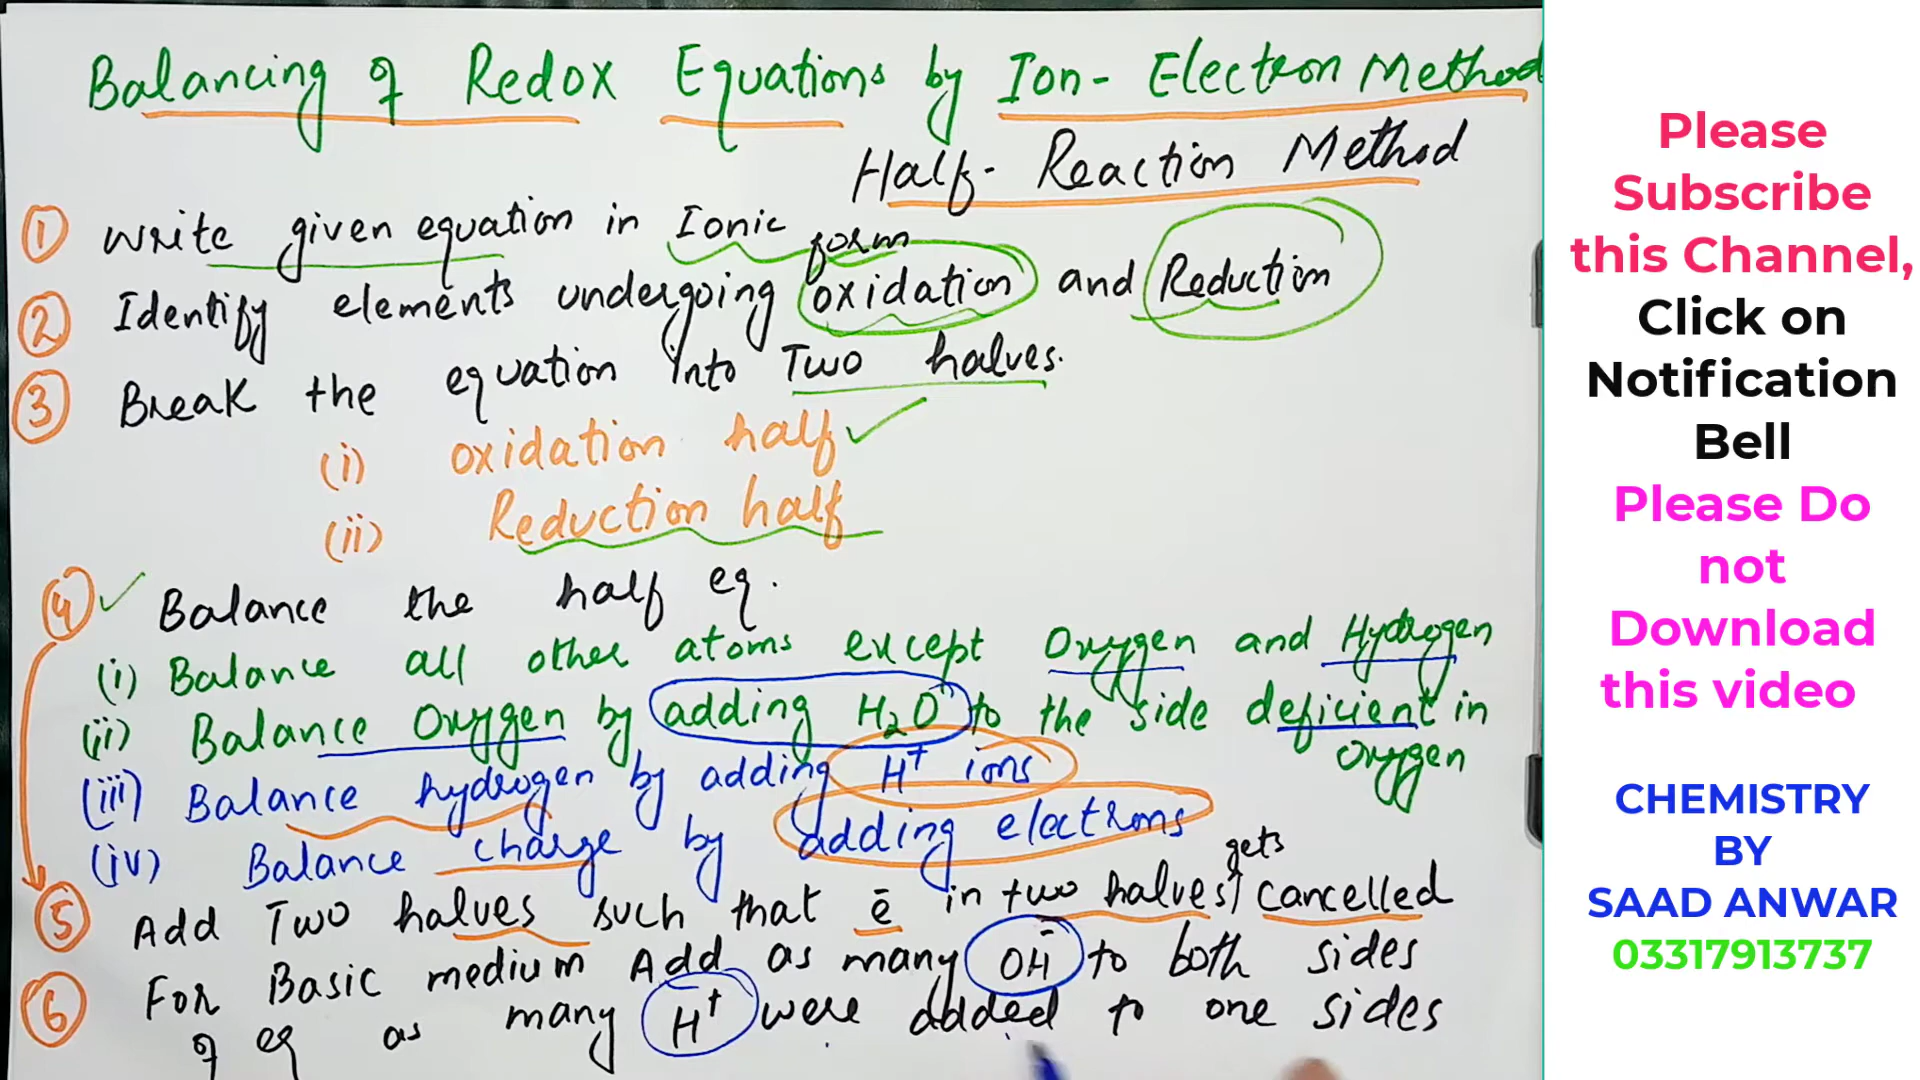 Balancing of Redox Equations by Ion-Electron Method
Half-Reaction Method
① Write given equation in Ionic form
② Identify elements undergoing oxidation and Reduction
③ Break the equation into Two halves.
(i) oxidation half ✓
(ii) Reduction half
④ ✓ Balance the half eq.
(i) Balance all other atoms except Oxygen and Hydrogen
(ii) Balance Oxygen by adding H₂O to the side deficient in
oxygen
(iii) Balance hydrogen by adding H⁺ ions
(iv) Balance charge by adding electrons
⑤ Add Two halves such that ē in two halves gets cancelled
⑥ For Basic medium Add as many OH⁻ to both sides
of eq as many H⁺ were added to one sides
Please
Subscribe
this Channel,
Click on
Notification
Bell
Please Do
not
Download
this video
CHEMISTRY
BY
SAAD ANWAR
03317913737